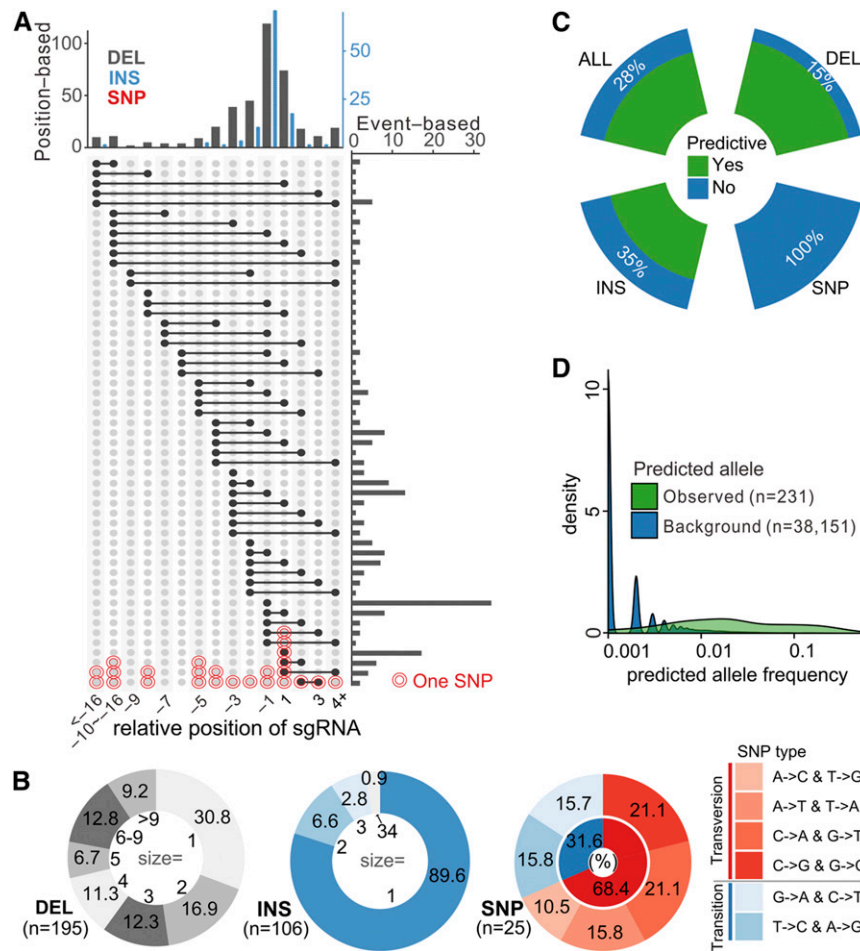 A
Position–based
100
50
0
DEL
INS
SNP
50
25
Event–based
0 10 20 30
One SNP
<–16
–10~–16
–9
–7
–5
–3
–1
1
3
4+
relative position of sgRNA
B
9.2
12.8
6.7
11.3
12.3
16.9
30.8
>9
6-9
5
4
3
2
1
size=
DEL
(n=195)
0.9
2.8
6.6
89.6
34
3
2
1
size=
INS
(n=106)
15.7
21.1
15.8
31.6
(%)
68.4
10.5
15.8
21.1
SNP
(n=25)
SNP type
Transversion
A->C & T->G
A->T & T->A
C->A & G->T
C->G & G->C
Transition
G->A & C->T
T->C & A->G
C
ALL
28%
DEL
15%
Predictive
Yes
No
INS
35%
SNP
100%
D
density
10
5
0
Predicted allele
Observed (n=231)
Background (n=38,151)
0.001 0.01 0.1
predicted allele frequency